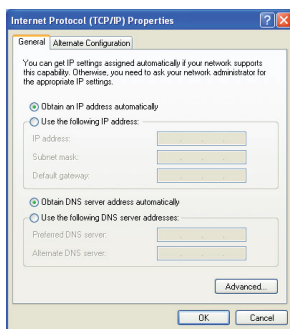 Internet Protocol (TCP/IP) Properties
General
Alternate Configuration
You can get IP settings assigned automatically if your network supports
this capability. Otherwise, you need to ask your network administrator for
the appropriate IP settings.
Obtain an IP address automatically
Use the following IP address:
IP address:
Subnet mask:
Default gateway:
Obtain DNS server address automatically
Use the following DNS server addresses:
Preferred DNS server:
Alternate DNS server:
Advanced...
OK
Cancel